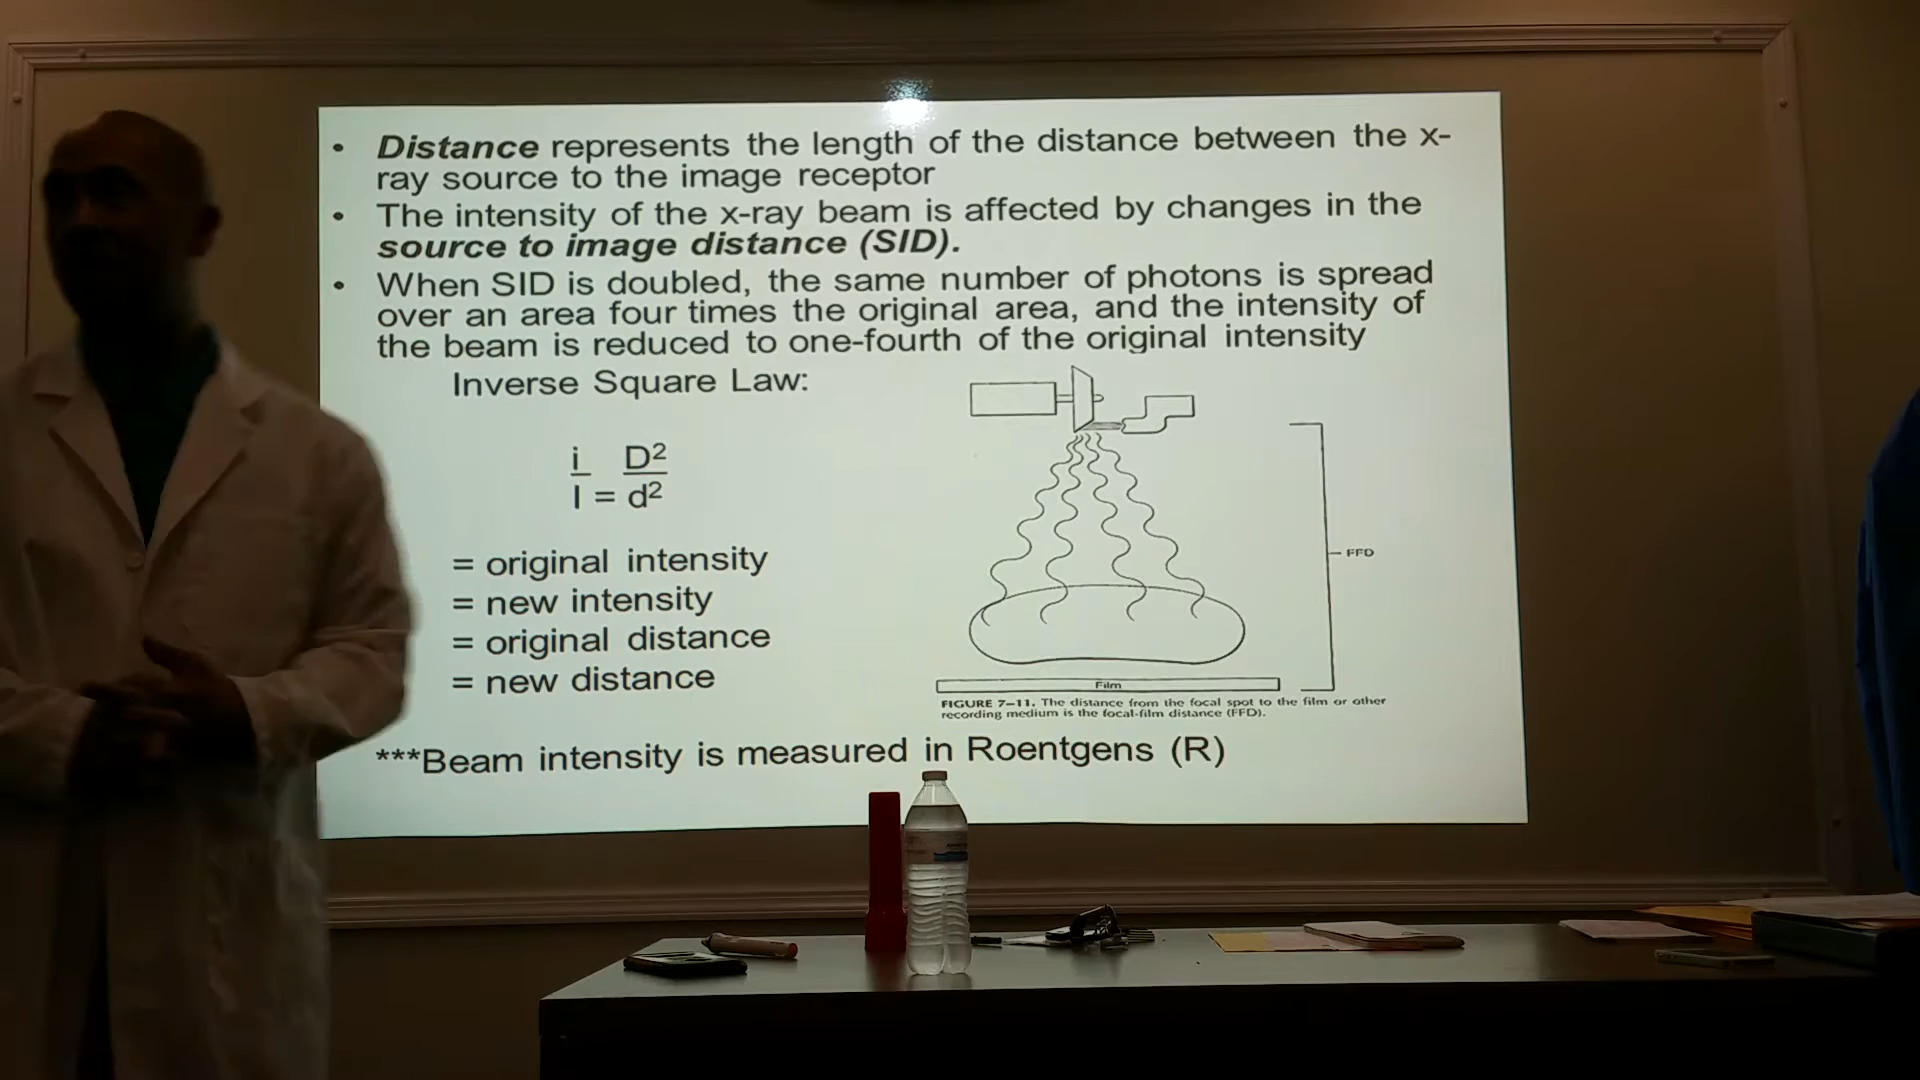 • Distance represents the length of the distance between the x-
ray source to the image receptor
• The intensity of the x-ray beam is affected by changes in the
source to image distance (SID).
• When SID is doubled, the same number of photons is spread
over an area four times the original area, and the intensity of
the beam is reduced to one-fourth of the original intensity
Inverse Square Law:
i D²
I = d²
= original intensity
= new intensity
= original distance
= new distance
FFD
Film
FIGURE 7–11. The distance from the focal spot to the film or other
recording medium is the focal-film distance (FFD).
***Beam intensity is measured in Roentgens (R)